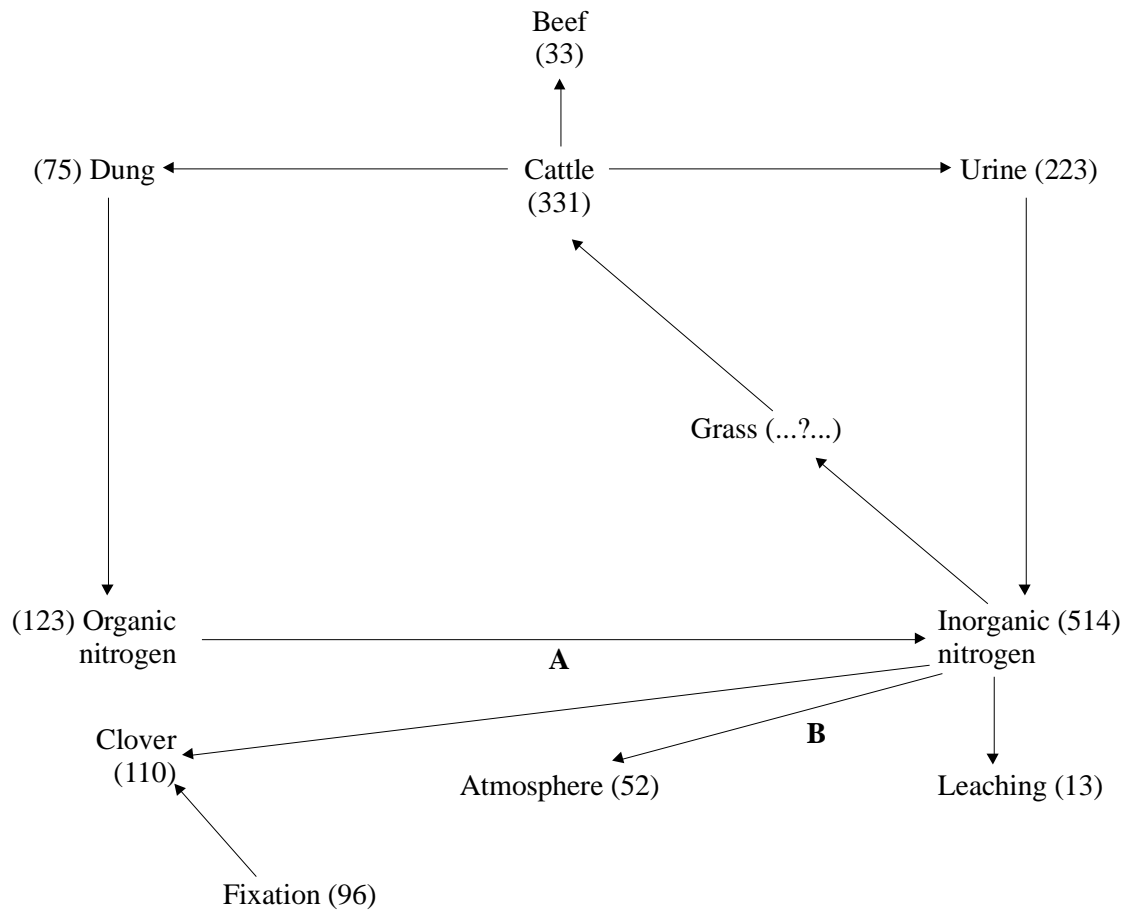 Beef
(33)
(75) Dung
Cattle
(331)
Urine (223)
Grass (...?...)
(123) Organic
nitrogen
A
Inorganic (514)
nitrogen
Clover
(110)
B
Atmosphere (52)
Leaching (13)
Fixation (96)